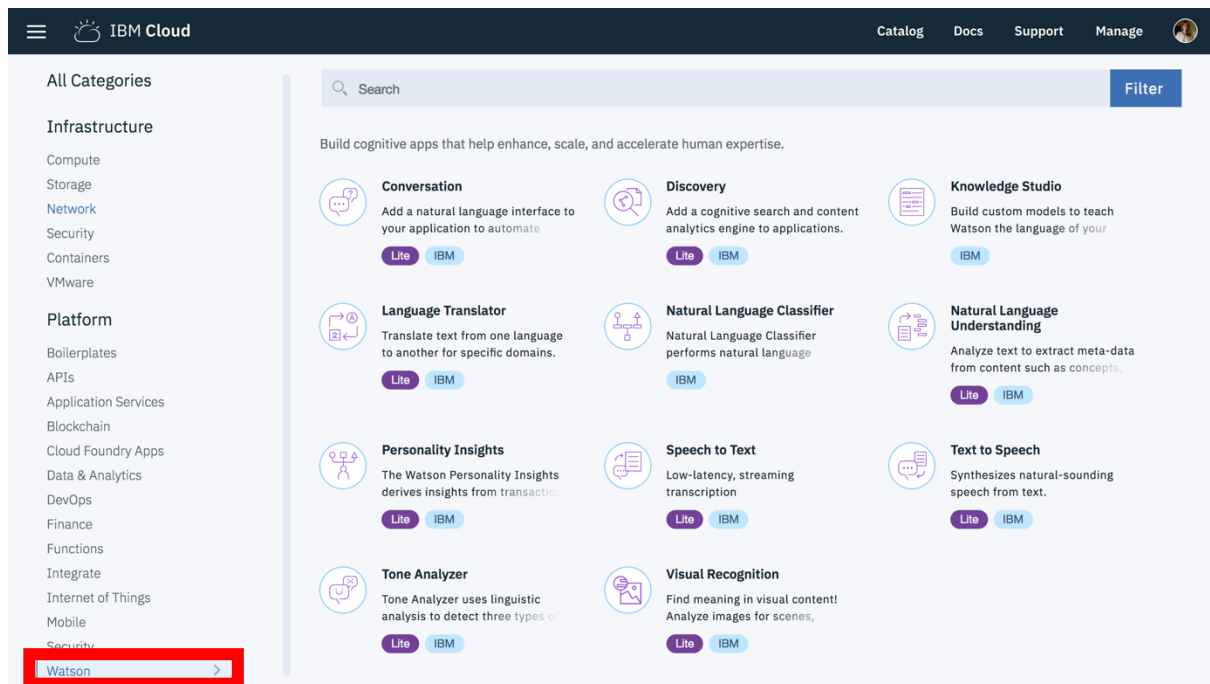 IBM Cloud
Catalog
Docs
Support
Manage
All Categories
Infrastructure
Compute
Storage
Network
Security
Containers
VMware
Platform
Boilerplates
APIs
Application Services
Blockchain
Cloud Foundry Apps
Data & Analytics
DevOps
Finance
Functions
Integrate
Internet of Things
Mobile
Security
Watson
Search
Filter
Build cognitive apps that help enhance, scale, and accelerate human expertise.
Conversation
Add a natural language interface to
your application to automate
Lite IBM
Discovery
Add a cognitive search and content
analytics engine to applications.
Lite IBM
Knowledge Studio
Build custom models to teach
Watson the language of your
IBM
Language Translator
Translate text from one language
to another for specific domains.
Lite IBM
Natural Language Classifier
Natural Language Classifier
performs natural language
IBM
Natural Language
Understanding
Analyze text to extract meta-data
from content such as concepts,
Lite IBM
Personality Insights
The Watson Personality Insights
derives insights from transactio
Lite IBM
Speech to Text
Low-latency, streaming
transcription
Lite IBM
Text to Speech
Synthesizes natural-sounding
speech from text.
Lite IBM
Tone Analyzer
Tone Analyzer uses linguistic
analysis to detect three types of
Lite IBM
Visual Recognition
Find meaning in visual content!
Analyze images for scenes,
Lite IBM